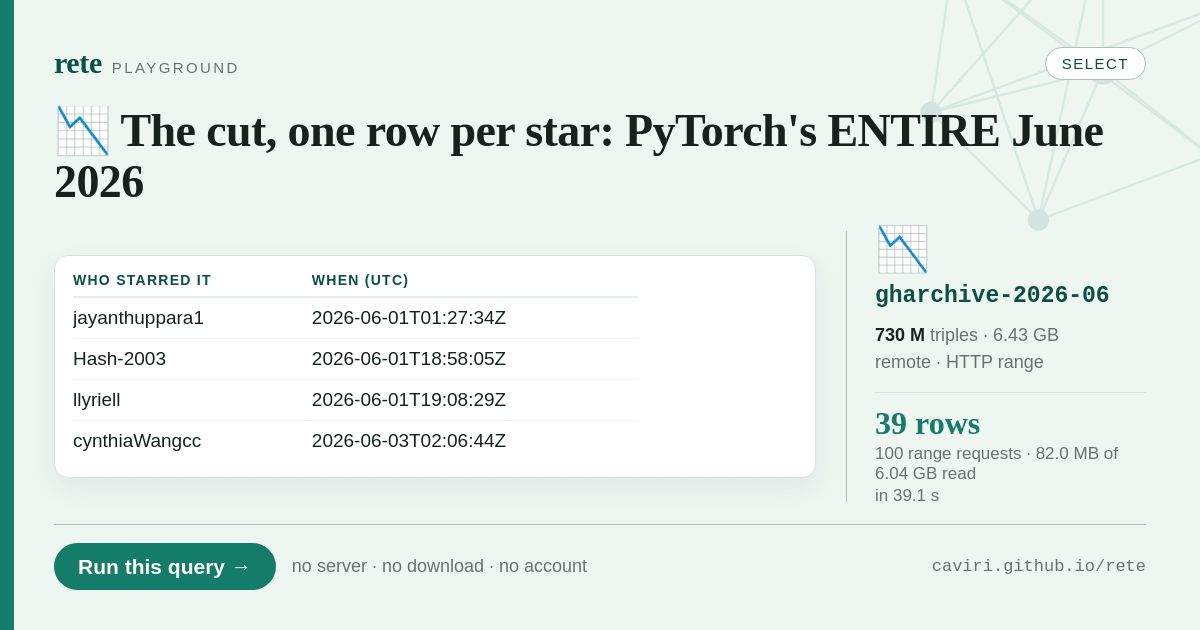 rete PLAYGROUND
SELECT
The cut, one row per star: PyTorch's ENTIRE June
2026
WHO STARRED IT WHEN (UTC)
jayanthuppara1 2026-06-01T01:27:34Z
Hash-2003 2026-06-01T18:58:05Z
llyriell 2026-06-01T19:08:29Z
cynthiaWangcc 2026-06-03T02:06:44Z
gharchive-2026-06
730 M triples · 6.43 GB
remote · HTTP range
39 rows
100 range requests · 82.0 MB of
6.04 GB read
in 39.1 s
Run this query →
no server · no download · no account
caviri.github.io/rete